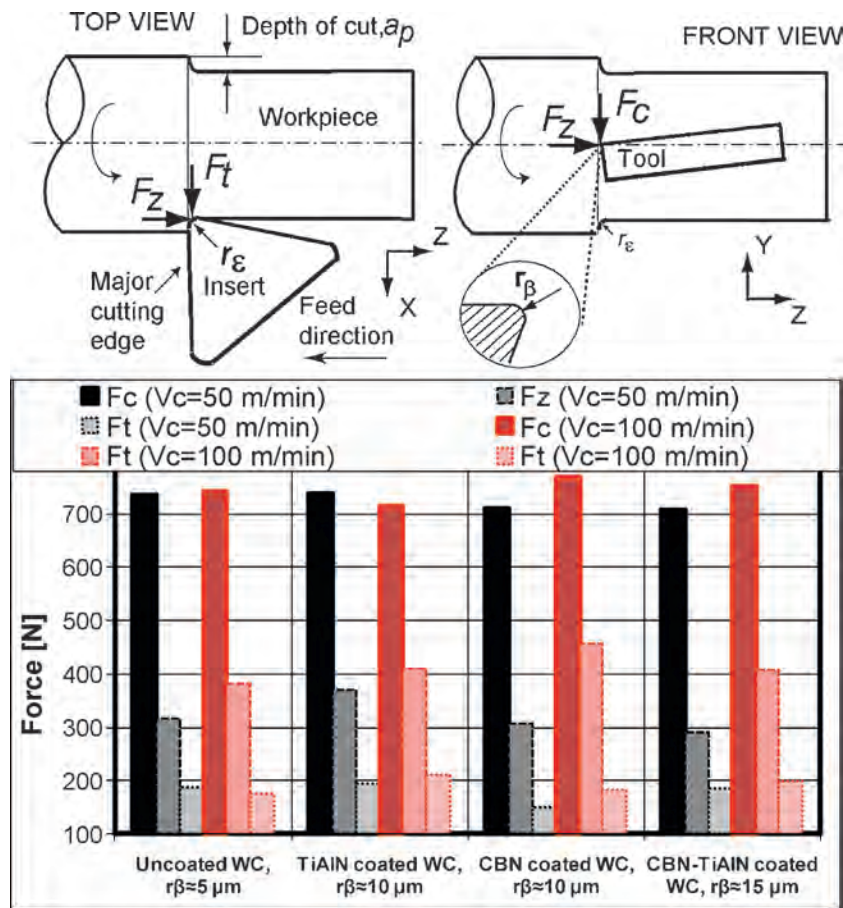 TOP VIEW
Depth of cut,ap
Workpiece
Fz
Ft
rε
Insert
Major
cutting
edge
Feed
direction
Z
X
FRONT VIEW
Fc
Fz
Tool
rε
rβ
Y
Z
Fc (Vc=50 m/min)
Fz (Vc=50 m/min)
Ft (Vc=50 m/min)
Fc (Vc=100 m/min)
Ft (Vc=100 m/min)
Ft (Vc=100 m/min)
Force [N]
700
600
500
400
300
200
100
Uncoated WC,
rβ≈5 µm
TiAlN coated WC,
rβ≈10 µm
CBN coated WC,
rβ≈10 µm
CBN-TiAlN coated
WC, rβ≈15 µm